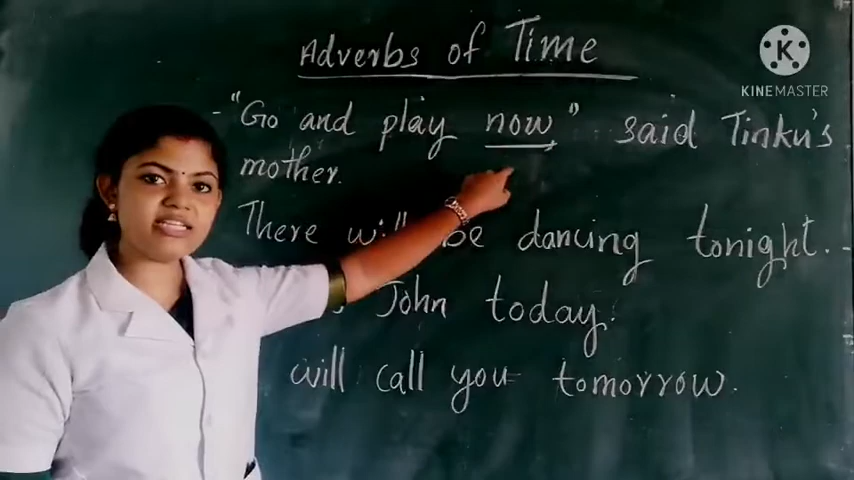 Adverbs of Time
K
KINEMASTER
- "Go and play now" said Tinku's
mother.
There will be dancing tonight.
John today.
will call you tomorrow.